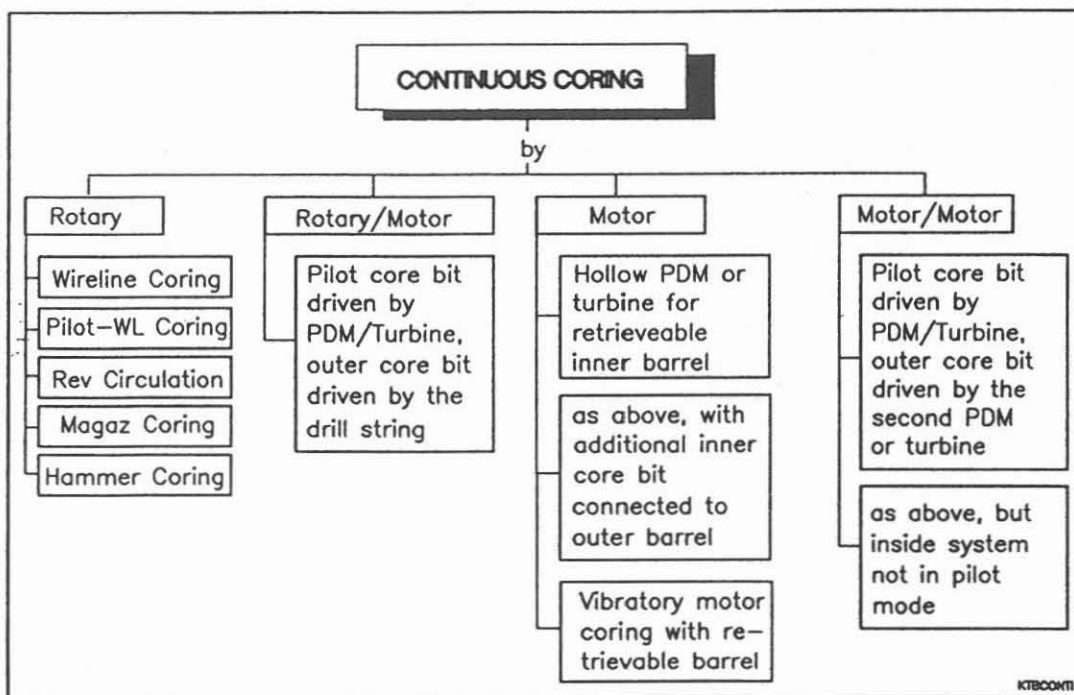 CONTINUOUS CORING
by
Rotary
Wireline Coring
Pilot-WL Coring
Rev Circulation
Magaz Coring
Hammer Coring
Rotary/Motor
Pilot core bit
driven by
PDM/Turbine,
outer core bit
driven by the
drill string
Motor
Hollow PDM or
turbine for
retrieveable
inner barrel
as above, with
additional inner
core bit
connected to
outer barrel
Vibratory motor
coring with re-
trievable barrel
Motor/Motor
Pilot core bit
driven by
PDM/Turbine,
outer core bit
driven by the
second PDM
or turbine
as above, but
inside system
not in pilot
mode
KTBCONTI